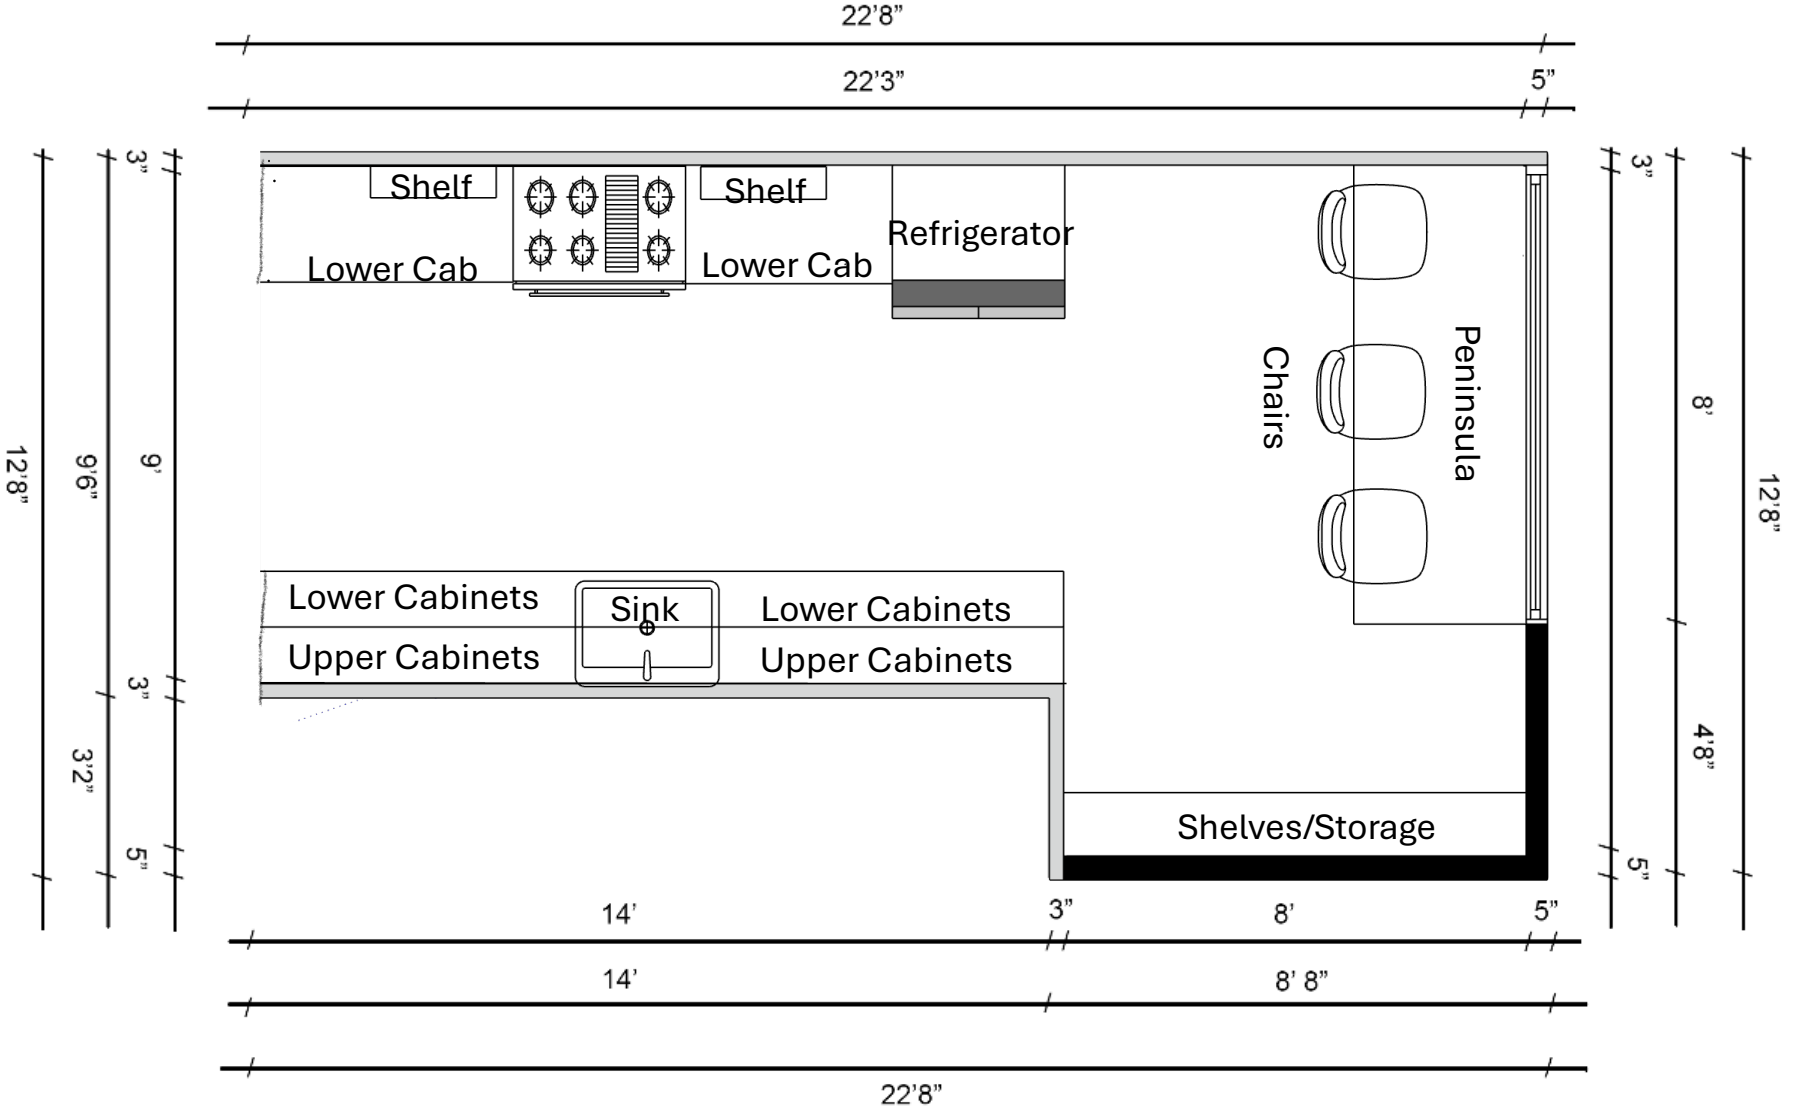 22’8”
22’3”
5”
3”
3”
Shelf
Shelf
Refrigerator
Lower Cab
Lower Cab
Chairs
Peninsula
8’
12’8”
9’6”
9’
12’8”
Lower Cabinets
Sink
Lower Cabinets
Upper Cabinets
Upper Cabinets
3”
3’2”
4’8”
5”
Shelves/Storage
5”
14’
3”
8’
5”
14’
8’ 8”
22’8”